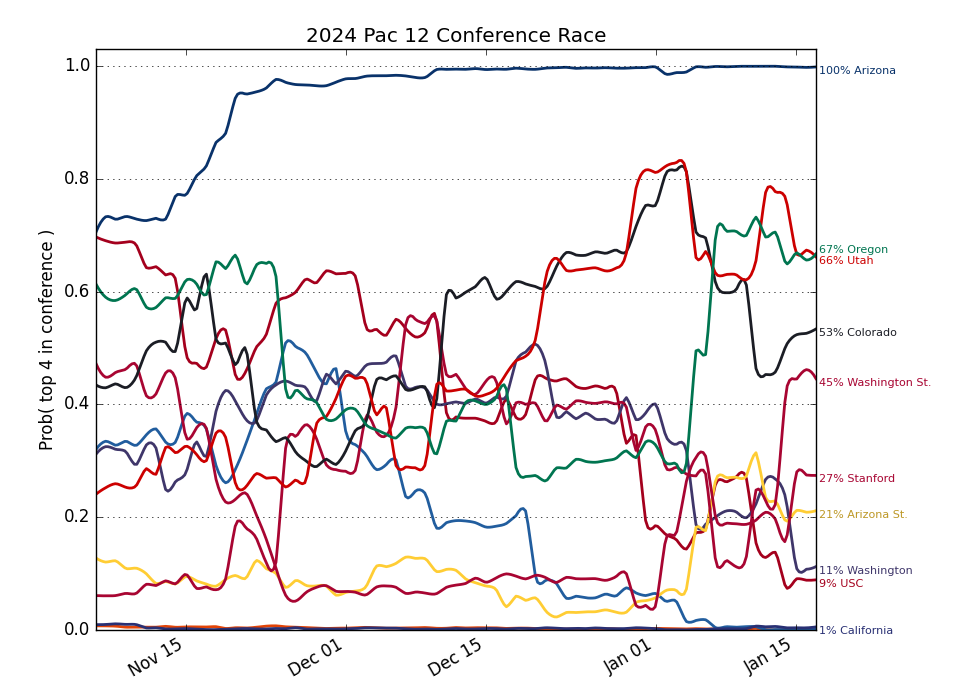 2024 Pac 12 Conference Race
Prob( top 4 in conference )
1.0
0.8
0.6
0.4
0.2
0.0
Nov 15
Dec 01
Dec 15
Jan 01
Jan 15
100% Arizona
67% Oregon
66% Utah
53% Colorado
45% Washington St.
27% Stanford
21% Arizona St.
11% Washington
9% USC
1% California